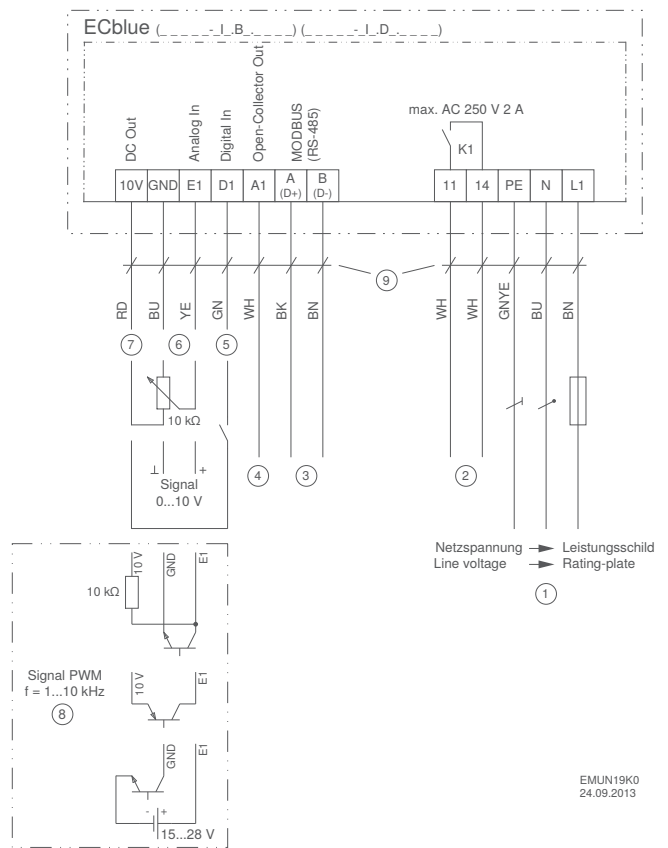 ECblue (_ _ _ _ _-_I_.B_._ _ _ _) (_ _ _ _ _-_I_.D_._ _ _ _)
DC Out
Analog In
Digital In
Open-Collector Out
MODBUS
(RS-485)
max. AC 250 V 2 A
K1
10V GND E1 D1 A1 A (D+) B (D-)
11 14 PE N L1
9
RD BU YE GN WH BK BN
WH WH GNYE BU BN
7 6 5
10 kΩ
⊥ +
Signal
0...10 V
4 3 2
Netzspannung Leistungsschild
Line voltage Rating-plate
1
10 V GND E1
10 kΩ
Signal PWM
f = 1...10 kHz
8
10 V E1
GND E1
- +
15...28 V
EMUN19K0
24.09.2013